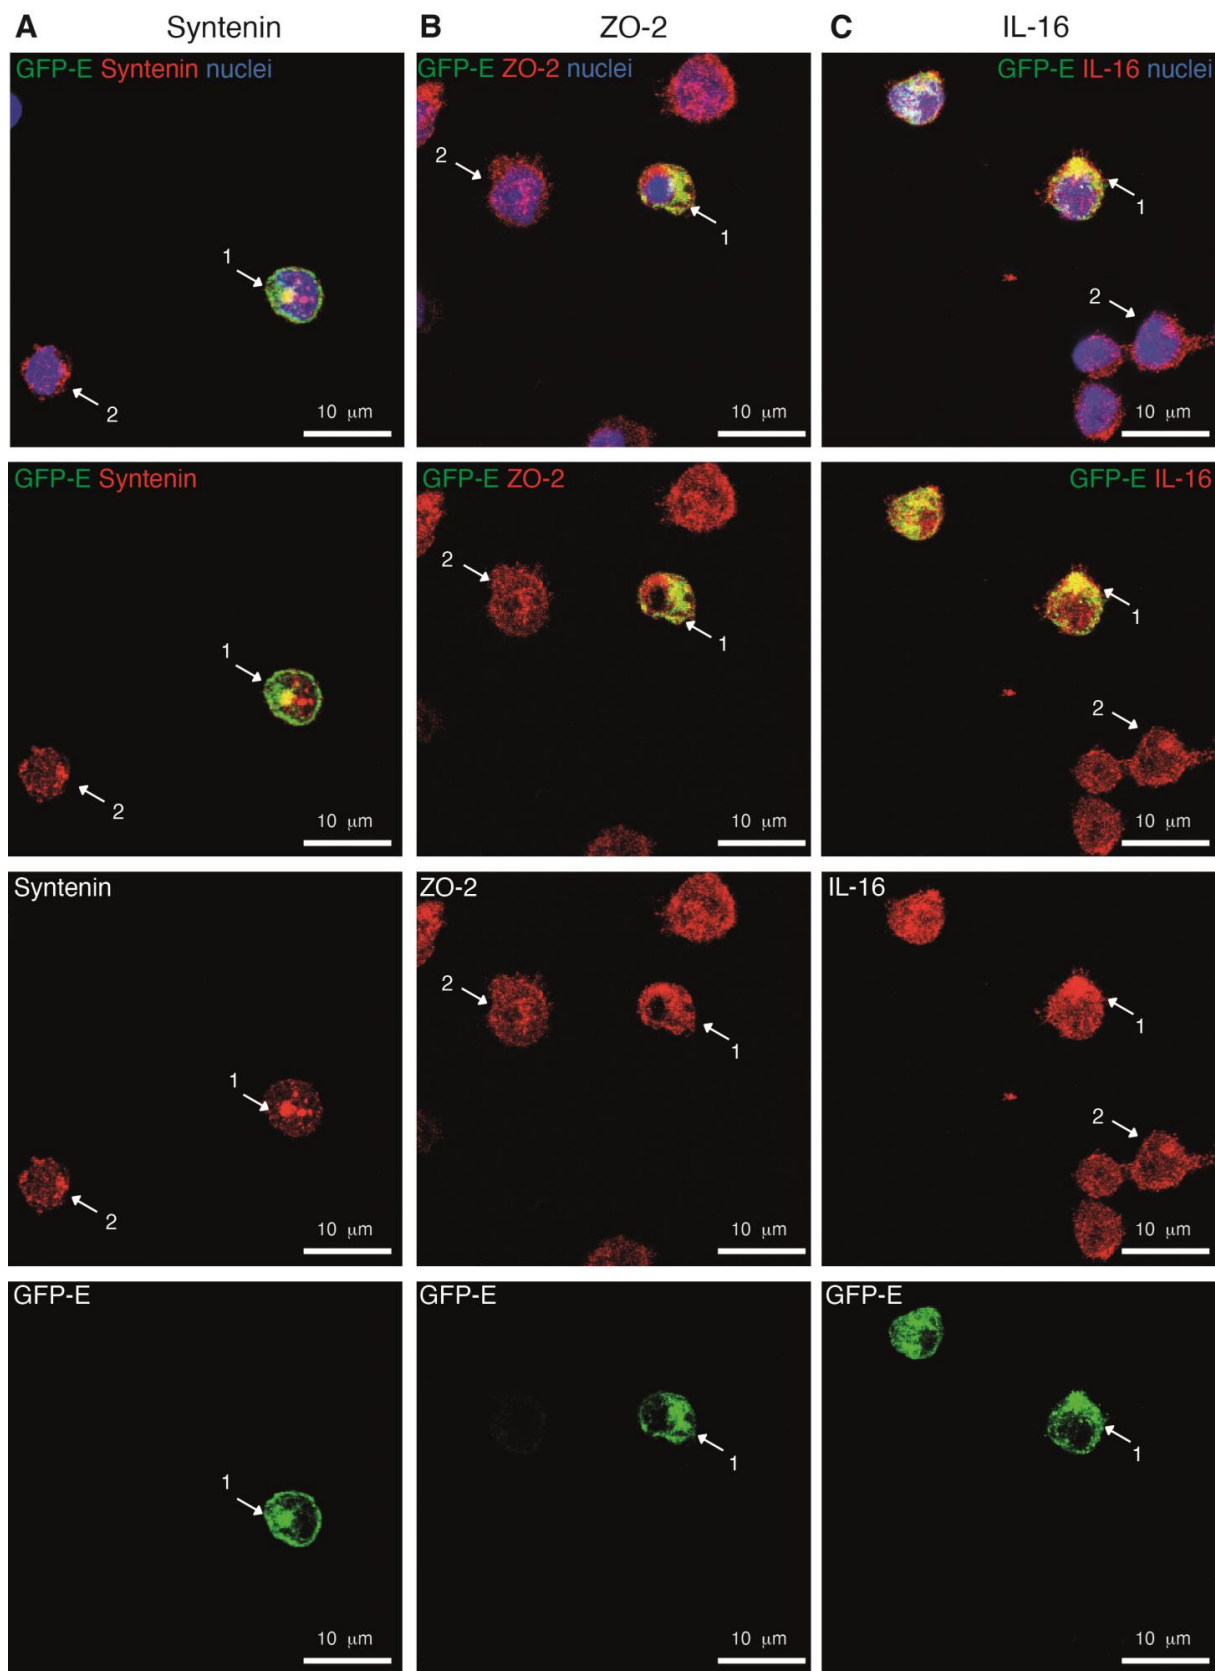 A Syntenin
B ZO-2
C IL-16
GFP-E Syntenin nuclei
1
2
10 μm
GFP-E ZO-2 nuclei
2
1
10 μm
GFP-E IL-16 nuclei
1
2
10 μm
GFP-E Syntenin
1
2
10 μm
GFP-E ZO-2
2
1
10 μm
GFP-E IL-16
1
2
10 μm
Syntenin
1
2
10 μm
ZO-2
2
1
10 μm
IL-16
1
2
10 μm
GFP-E
1
10 μm
GFP-E
1
10 μm
GFP-E
1
10 μm